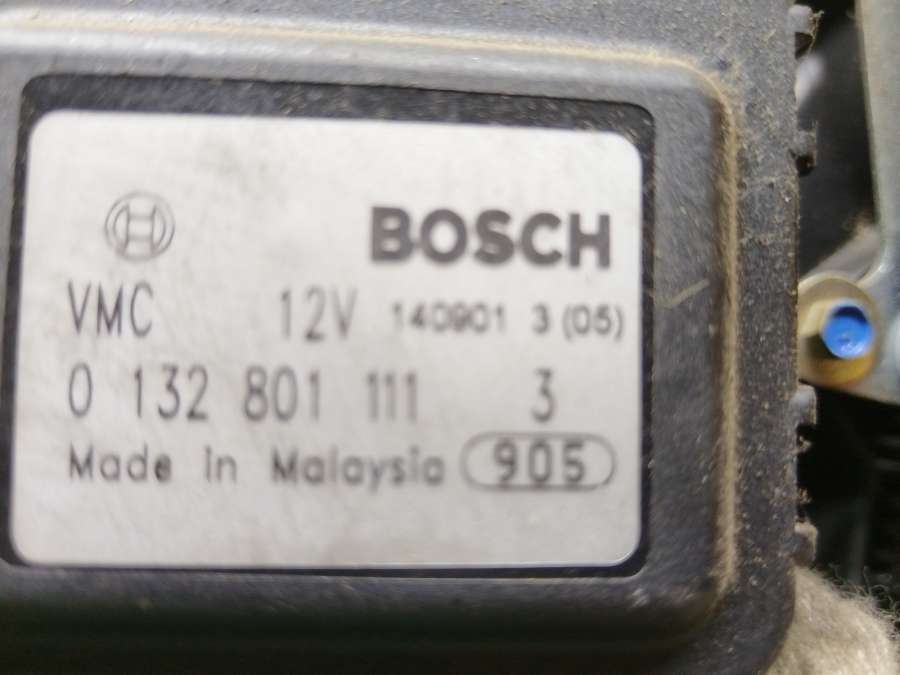 BOSCH
VMC 12V 140901 3 (05)
0 132 801 111 3
Made in Malaysia 905